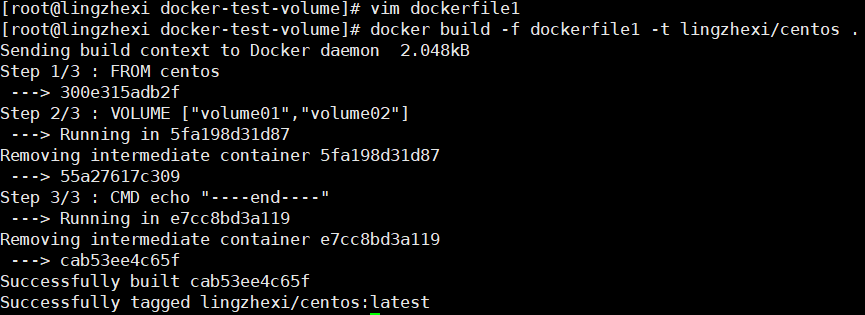 [root@lingzhexi docker-test-volume]# vim dockerfile1
[root@lingzhexi docker-test-volume]# docker build -f dockerfile1 -t lingzhexi/centos .
Sending build context to Docker daemon  2.048kB
Step 1/3 : FROM centos
 ---> 300e315adb2f
Step 2/3 : VOLUME ["volume01","volume02"]
 ---> Running in 5fa198d31d87
Removing intermediate container 5fa198d31d87
 ---> 55a27617c309
Step 3/3 : CMD echo "----end----"
 ---> Running in e7cc8bd3a119
Removing intermediate container e7cc8bd3a119
 ---> cab53ee4c65f
Successfully built cab53ee4c65f
Successfully tagged lingzhexi/centos:latest